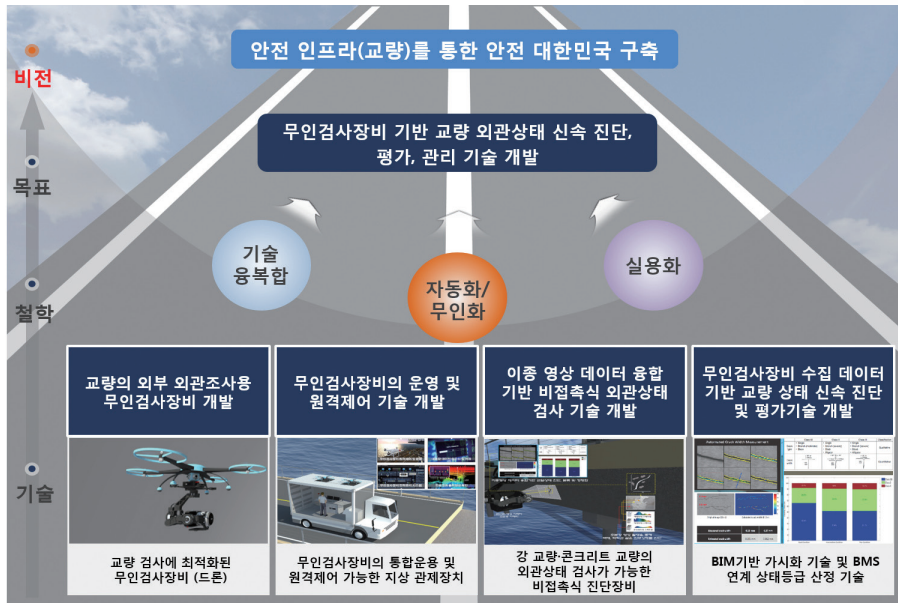 안전 인프라(교량)를 통한 안전 대한민국 구축
비전
무인검사장비 기반 교량 외관상태 신속 진단,
평가, 관리 기술 개발
목표
기술
융복합
자동화/
무인화
실용화
철학
교량의 외부 외관조사용
무인검사장비 개발
무인검사장비의 운영 및
원격제어 기술 개발
이종 영상 데이터 융합
기반 비접촉식 외관상태
검사 기술 개발
무인검사장비 수집 데이터
기반 교량 상태 신속 진단
및 평가기술 개발
기술
교량 검사에 최적화된
무인검사장비 (드론)
무인검사장비의 통합운용 및
원격제어 가능한 지상 관제장치
강 교량·콘크리트 교량의
외관상태 검사가 가능한
비접촉식 진단장비
BIM기반 가시화 기술 및 BMS
연계 상태등급 산정 기술